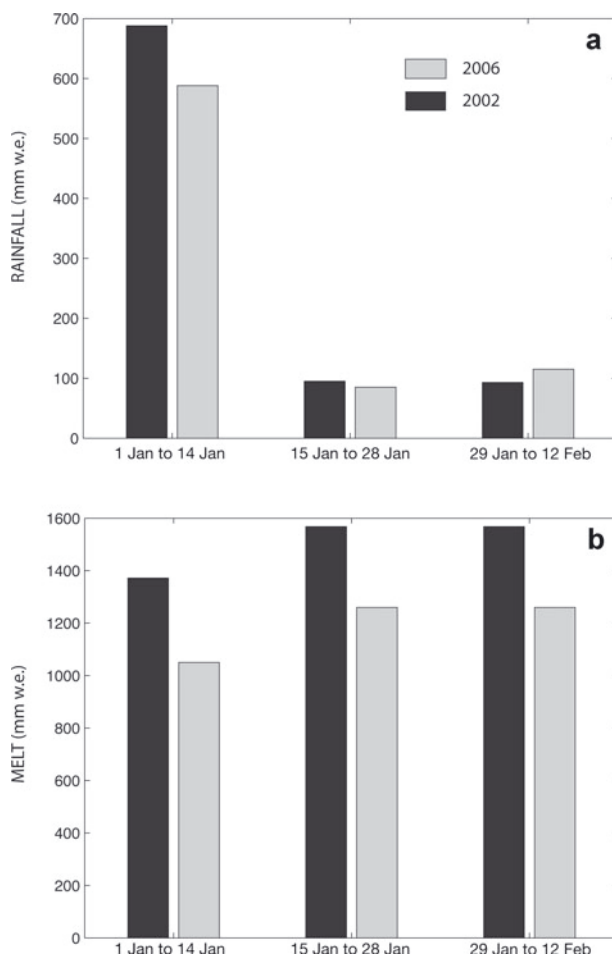 a
2006
2002
RAINFALL (mm w.e.)
700
600
500
400
300
200
100
0
1 Jan to 14 Jan
15 Jan to 28 Jan
29 Jan to 12 Feb
b
MELT (mm w.e.)
1600
1400
1200
1000
800
600
400
200
0
1 Jan to 14 Jan
15 Jan to 28 Jan
29 Jan to 12 Feb